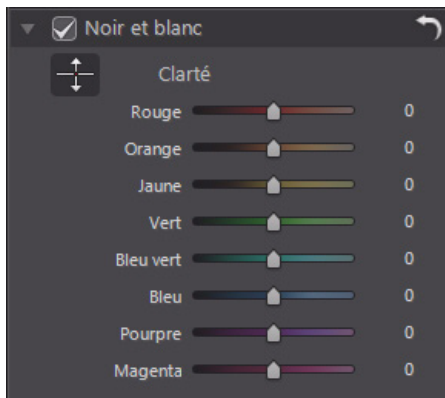 Noir et blanc
Clarté
Rouge 0
Orange 0
Jaune 0
Vert 0
Bleu vert 0
Bleu 0
Pourpre 0
Magenta 0